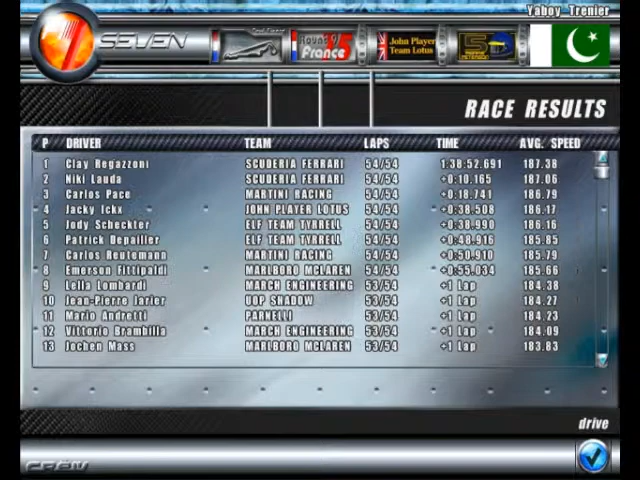 Yaboy_Trenier
SEVEN
Round 9
France 75
John Player
Team Lotus
RACE RESULTS
P DRIVER TEAM LAPS TIME AVG. SPEED
1 Clay Regazzoni SCUDERIA FERRARI 54/54 1:38:52.691 187.38
2 Niki Lauda SCUDERIA FERRARI 54/54 +0:10.165 187.06
3 Carlos Pace MARTINI RACING 54/54 +0:18.741 186.79
4 Jacky Ickx JOHN PLAYER LOTUS 54/54 +0:38.508 186.17
5 Jody Scheckter ELF TEAM TYRRELL 54/54 +0:38.990 186.16
6 Patrick Depailler ELF TEAM TYRRELL 54/54 +0:48.916 185.85
7 Carlos Reutemann MARTINI RACING 54/54 +0:50.910 185.79
8 Emerson Fittipaldi MARLBORO MCLAREN 54/54 +0:55.034 185.66
9 Lella Lombardi MARCH ENGINEERING 53/54 +1 Lap 184.38
10 Jean-Pierre Jarier UOP SHADOW 53/54 +1 Lap 184.27
11 Mario Andretti PARNELLI 53/54 +1 Lap 184.23
12 Vittorio Brambilla MARCH ENGINEERING 53/54 +1 Lap 184.09
13 Jochen Mass MARLBORO MCLAREN 53/54 +1 Lap 183.83
drive
CREW